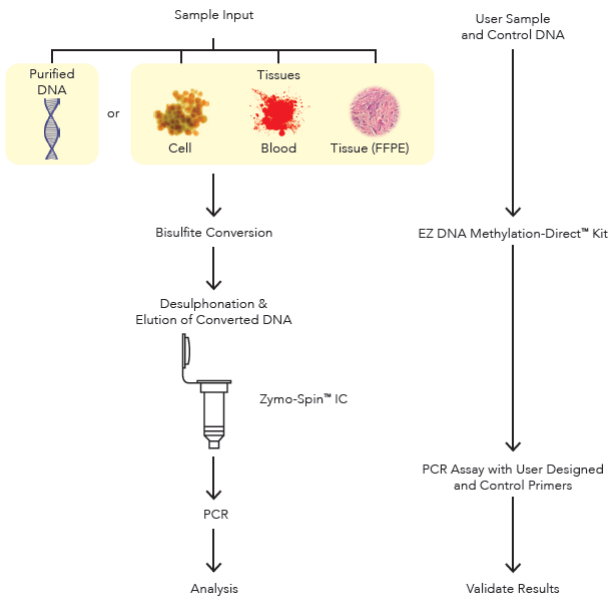 Sample Input
Purified
DNA
or
Tissues
Cell
Blood
Tissue (FFPE)
Bisulfite Conversion
Desulphonation &
Elution of Converted DNA
Zymo-Spin™ IC
PCR
Analysis
User Sample
and Control DNA
EZ DNA Methylation-Direct™ Kit
PCR Assay with User Designed
and Control Primers
Validate Results